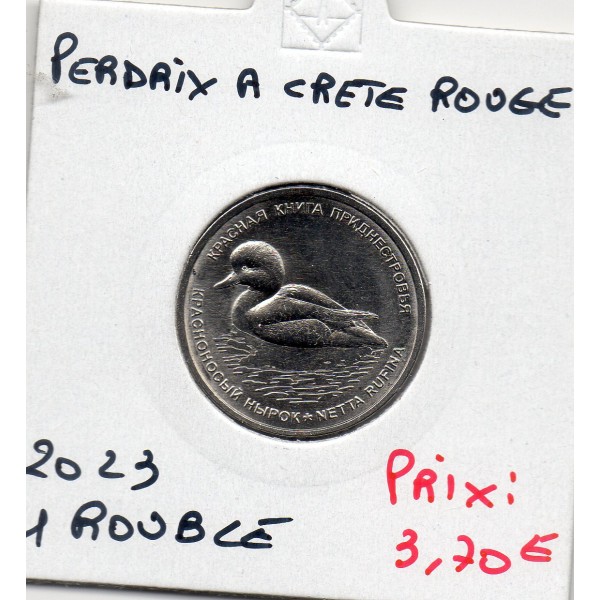 PERDRIX A CRETE ROUGE
КРАСНАЯ КНИГА ПРИДНЕСТРОВЬЯ
КРАСНОНОСЫЙ НЫРОК * NETTA RUFINA
2023
1 ROUBLE
PRIX:
3,70€